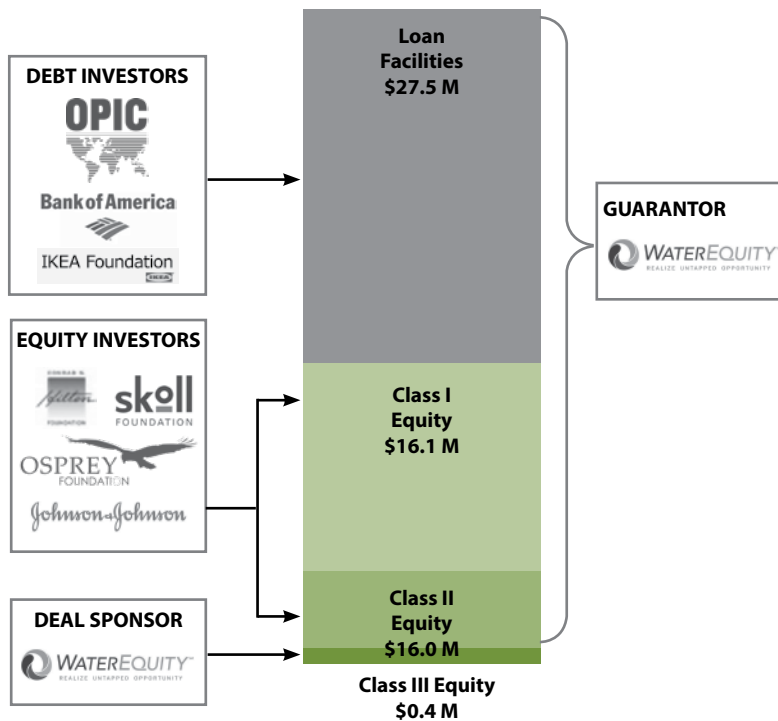 Loan
Facilities
$27.5 M
DEBT INVESTORS
OPIC
Bank of America
IKEA Foundation
IKEA
GUARANTOR
WATEREQUITY
REALIZE UNTAPPED OPPORTUNITY
EQUITY INVESTORS
CONRAD N.
Hilton
FOUNDATION
skoll
FOUNDATION
OSPREY
FOUNDATION
Johnson & Johnson
Class I
Equity
$16.1 M
Class II
Equity
$16.0 M
DEAL SPONSOR
WATEREQUITY
REALIZE UNTAPPED OPPORTUNITY
Class III Equity
$0.4 M